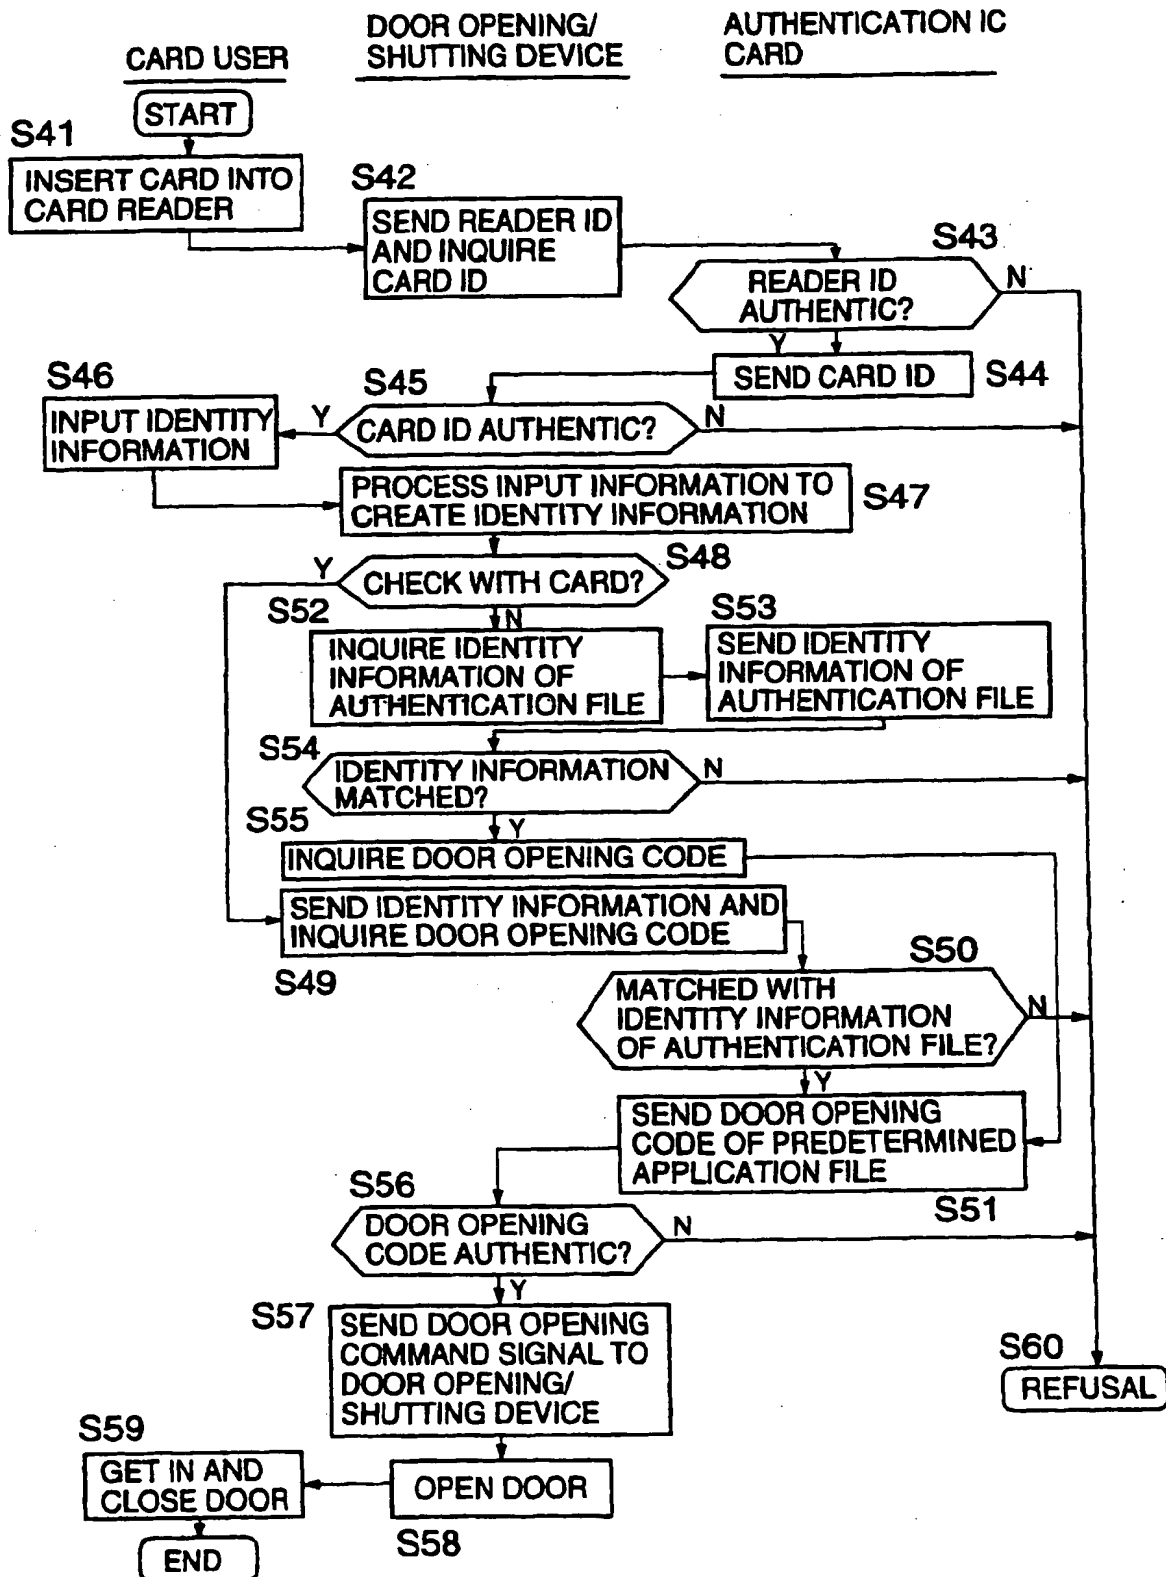 CARD USER
DOOR OPENING/
SHUTTING DEVICE
AUTHENTICATION IC
CARD
START
S41
INSERT CARD INTO
CARD READER
S42
SEND READER ID
AND INQUIRE
CARD ID
S43
READER ID
AUTHENTIC?
N
Y
SEND CARD ID
S44
S45
CARD ID AUTHENTIC?
Y
N
S46
INPUT IDENTITY
INFORMATION
PROCESS INPUT INFORMATION TO
CREATE IDENTITY INFORMATION
S47
S48
CHECK WITH CARD?
Y
N
S52
INQUIRE IDENTITY
INFORMATION OF
AUTHENTICATION FILE
S53
SEND IDENTITY
INFORMATION OF
AUTHENTICATION FILE
S54
IDENTITY INFORMATION
MATCHED?
N
Y
S55
INQUIRE DOOR OPENING CODE
SEND IDENTITY INFORMATION AND
INQUIRE DOOR OPENING CODE
S49
S50
MATCHED WITH
IDENTITY INFORMATION
OF AUTHENTICATION FILE?
N
Y
SEND DOOR OPENING
CODE OF PREDETERMINED
APPLICATION FILE
S51
S56
DOOR OPENING
CODE AUTHENTIC?
N
Y
S57
SEND DOOR OPENING
COMMAND SIGNAL TO
DOOR OPENING/
SHUTTING DEVICE
S60
REFUSAL
S59
GET IN AND
CLOSE DOOR
OPEN DOOR
S58
END